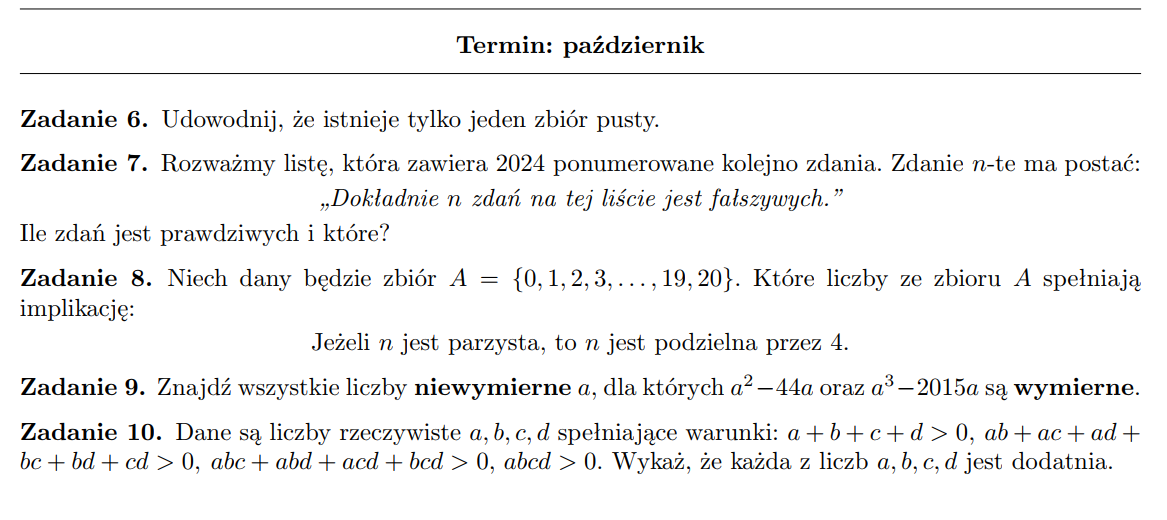 Termin: październik
Zadanie 6. Udowodnij, że istnieje tylko jeden zbiór pusty.
Zadanie 7. Rozważmy listę, która zawiera 2024 ponumerowane kolejno zdania. Zdanie n-te ma postać:
„Dokładnie n zdań na tej liście jest fałszywych."
Ile zdań jest prawdziwych i które?
Zadanie 8. Niech dany będzie zbiór A = {0, 1, 2, 3, . . . , 19, 20}. Które liczby ze zbioru A spełniają
implikację:
Jeżeli n jest parzysta, to n jest podzielna przez 4.
Zadanie 9. Znajdź wszystkie liczby niewymierne a, dla których a²−44a oraz a³−2015a są wymierne.
Zadanie 10. Dane są liczby rzeczywiste a, b, c, d spełniające warunki: a + b + c + d > 0, ab + ac + ad +
bc + bd + cd > 0, abc + abd + acd + bcd > 0, abcd > 0. Wykaż, że każda z liczb a, b, c, d jest dodatnia.